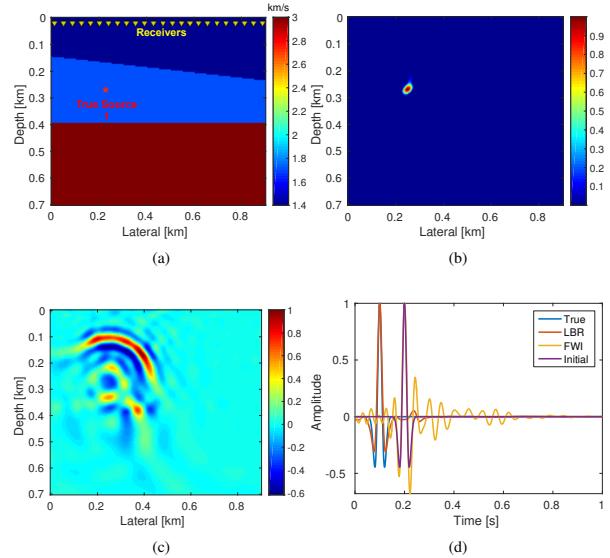 km/s
Receivers
True Source
Depth [km]
Lateral [km]
0
0.1
0.2
0.3
0.4
0.5
0.6
0.7
0 0.2 0.4 0.6 0.8
3
2.8
2.6
2.4
2.2
2
1.8
1.6
1.4
(a)
Depth [km]
Lateral [km]
0
0.1
0.2
0.3
0.4
0.5
0.6
0.7
0 0.2 0.4 0.6 0.8
0.9
0.8
0.7
0.6
0.5
0.4
0.3
0.2
0.1
(b)
Depth [km]
Lateral [km]
0
0.1
0.2
0.3
0.4
0.5
0.6
0.7
0 0.2 0.4 0.6 0.8
1
0.8
0.6
0.4
0.2
0
-0.2
-0.4
-0.6
(c)
Amplitude
Time [s]
1
0.5
0
-0.5
0 0.2 0.4 0.6 0.8 1
True
LBR
FWI
Initial
(d)